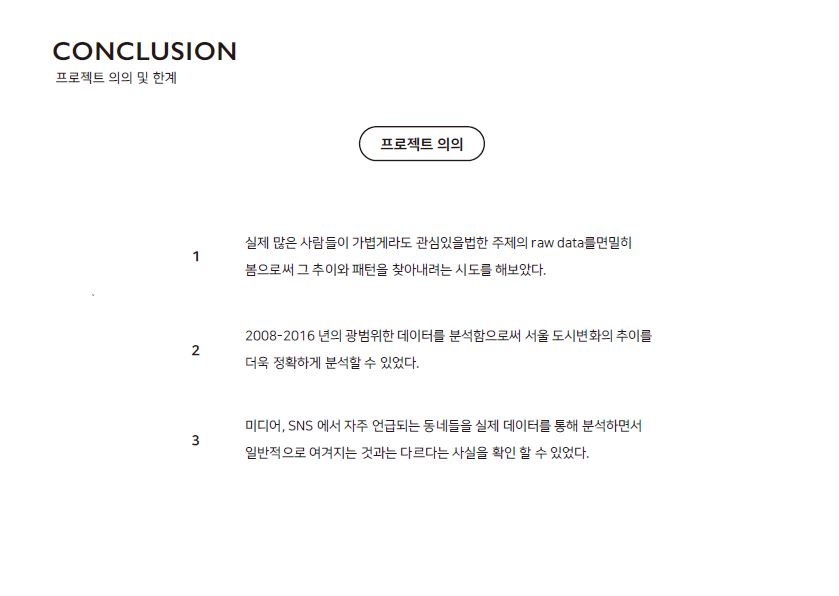 CONCLUSION
프로젝트 의의 및 한계
프로젝트 의의
1
실제 많은 사람들이 가볍게라도 관심있을법한 주제의 raw data를면밀히
봄으로써 그 추이와 패턴을 찾아내려는 시도를 해보았다.
2
2008-2016 년의 광범위한 데이터를 분석함으로써 서울 도시변화의 추이를
더욱 정확하게 분석할 수 있었다.
3
미디어, SNS 에서 자주 언급되는 동네들을 실제 데이터를 통해 분석하면서
일반적으로 여겨지는 것과는 다르다는 사실을 확인 할 수 있었다.